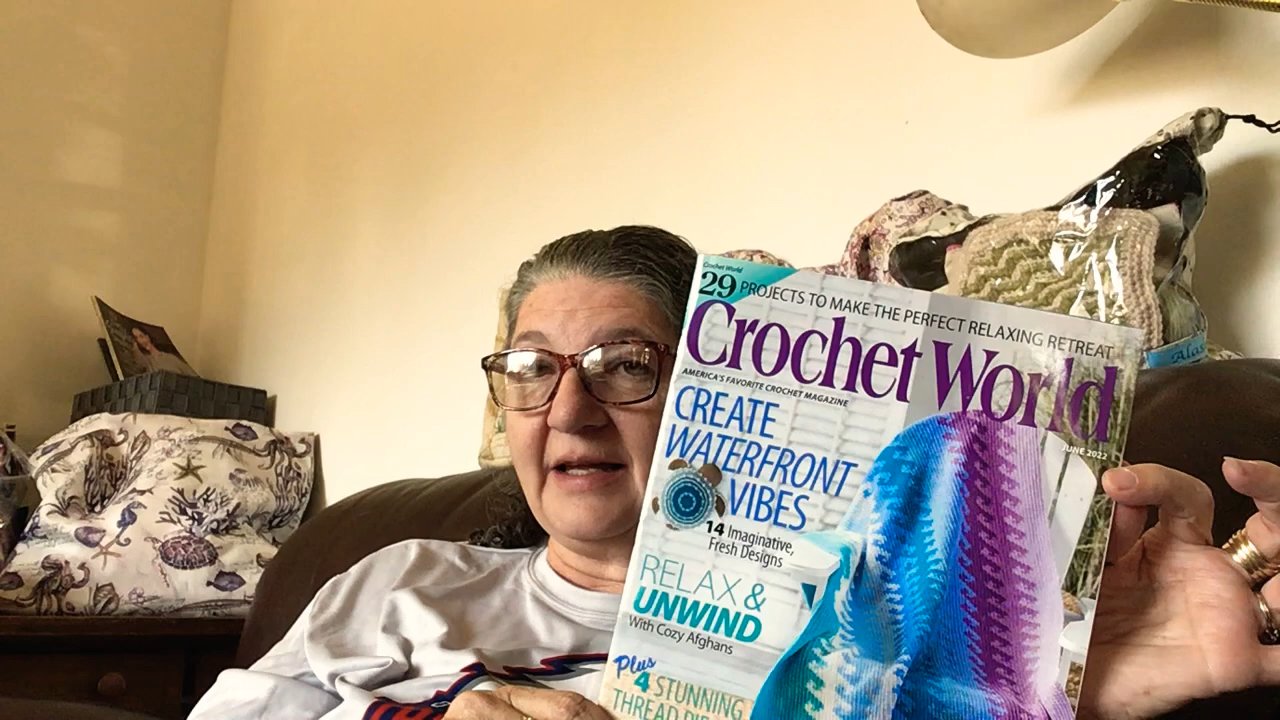 Crochet World
29 PROJECTS TO MAKE THE PERFECT RELAXING RETREAT
Crochet World
AMERICA'S FAVORITE CROCHET MAGAZINE
JUNE 2022
CREATE
WATERFRONT
VIBES
14 Imaginative,
Fresh Designs
RELAX &
UNWIND
With Cozy Afghans
Plus
4 STUNNING
THREAD